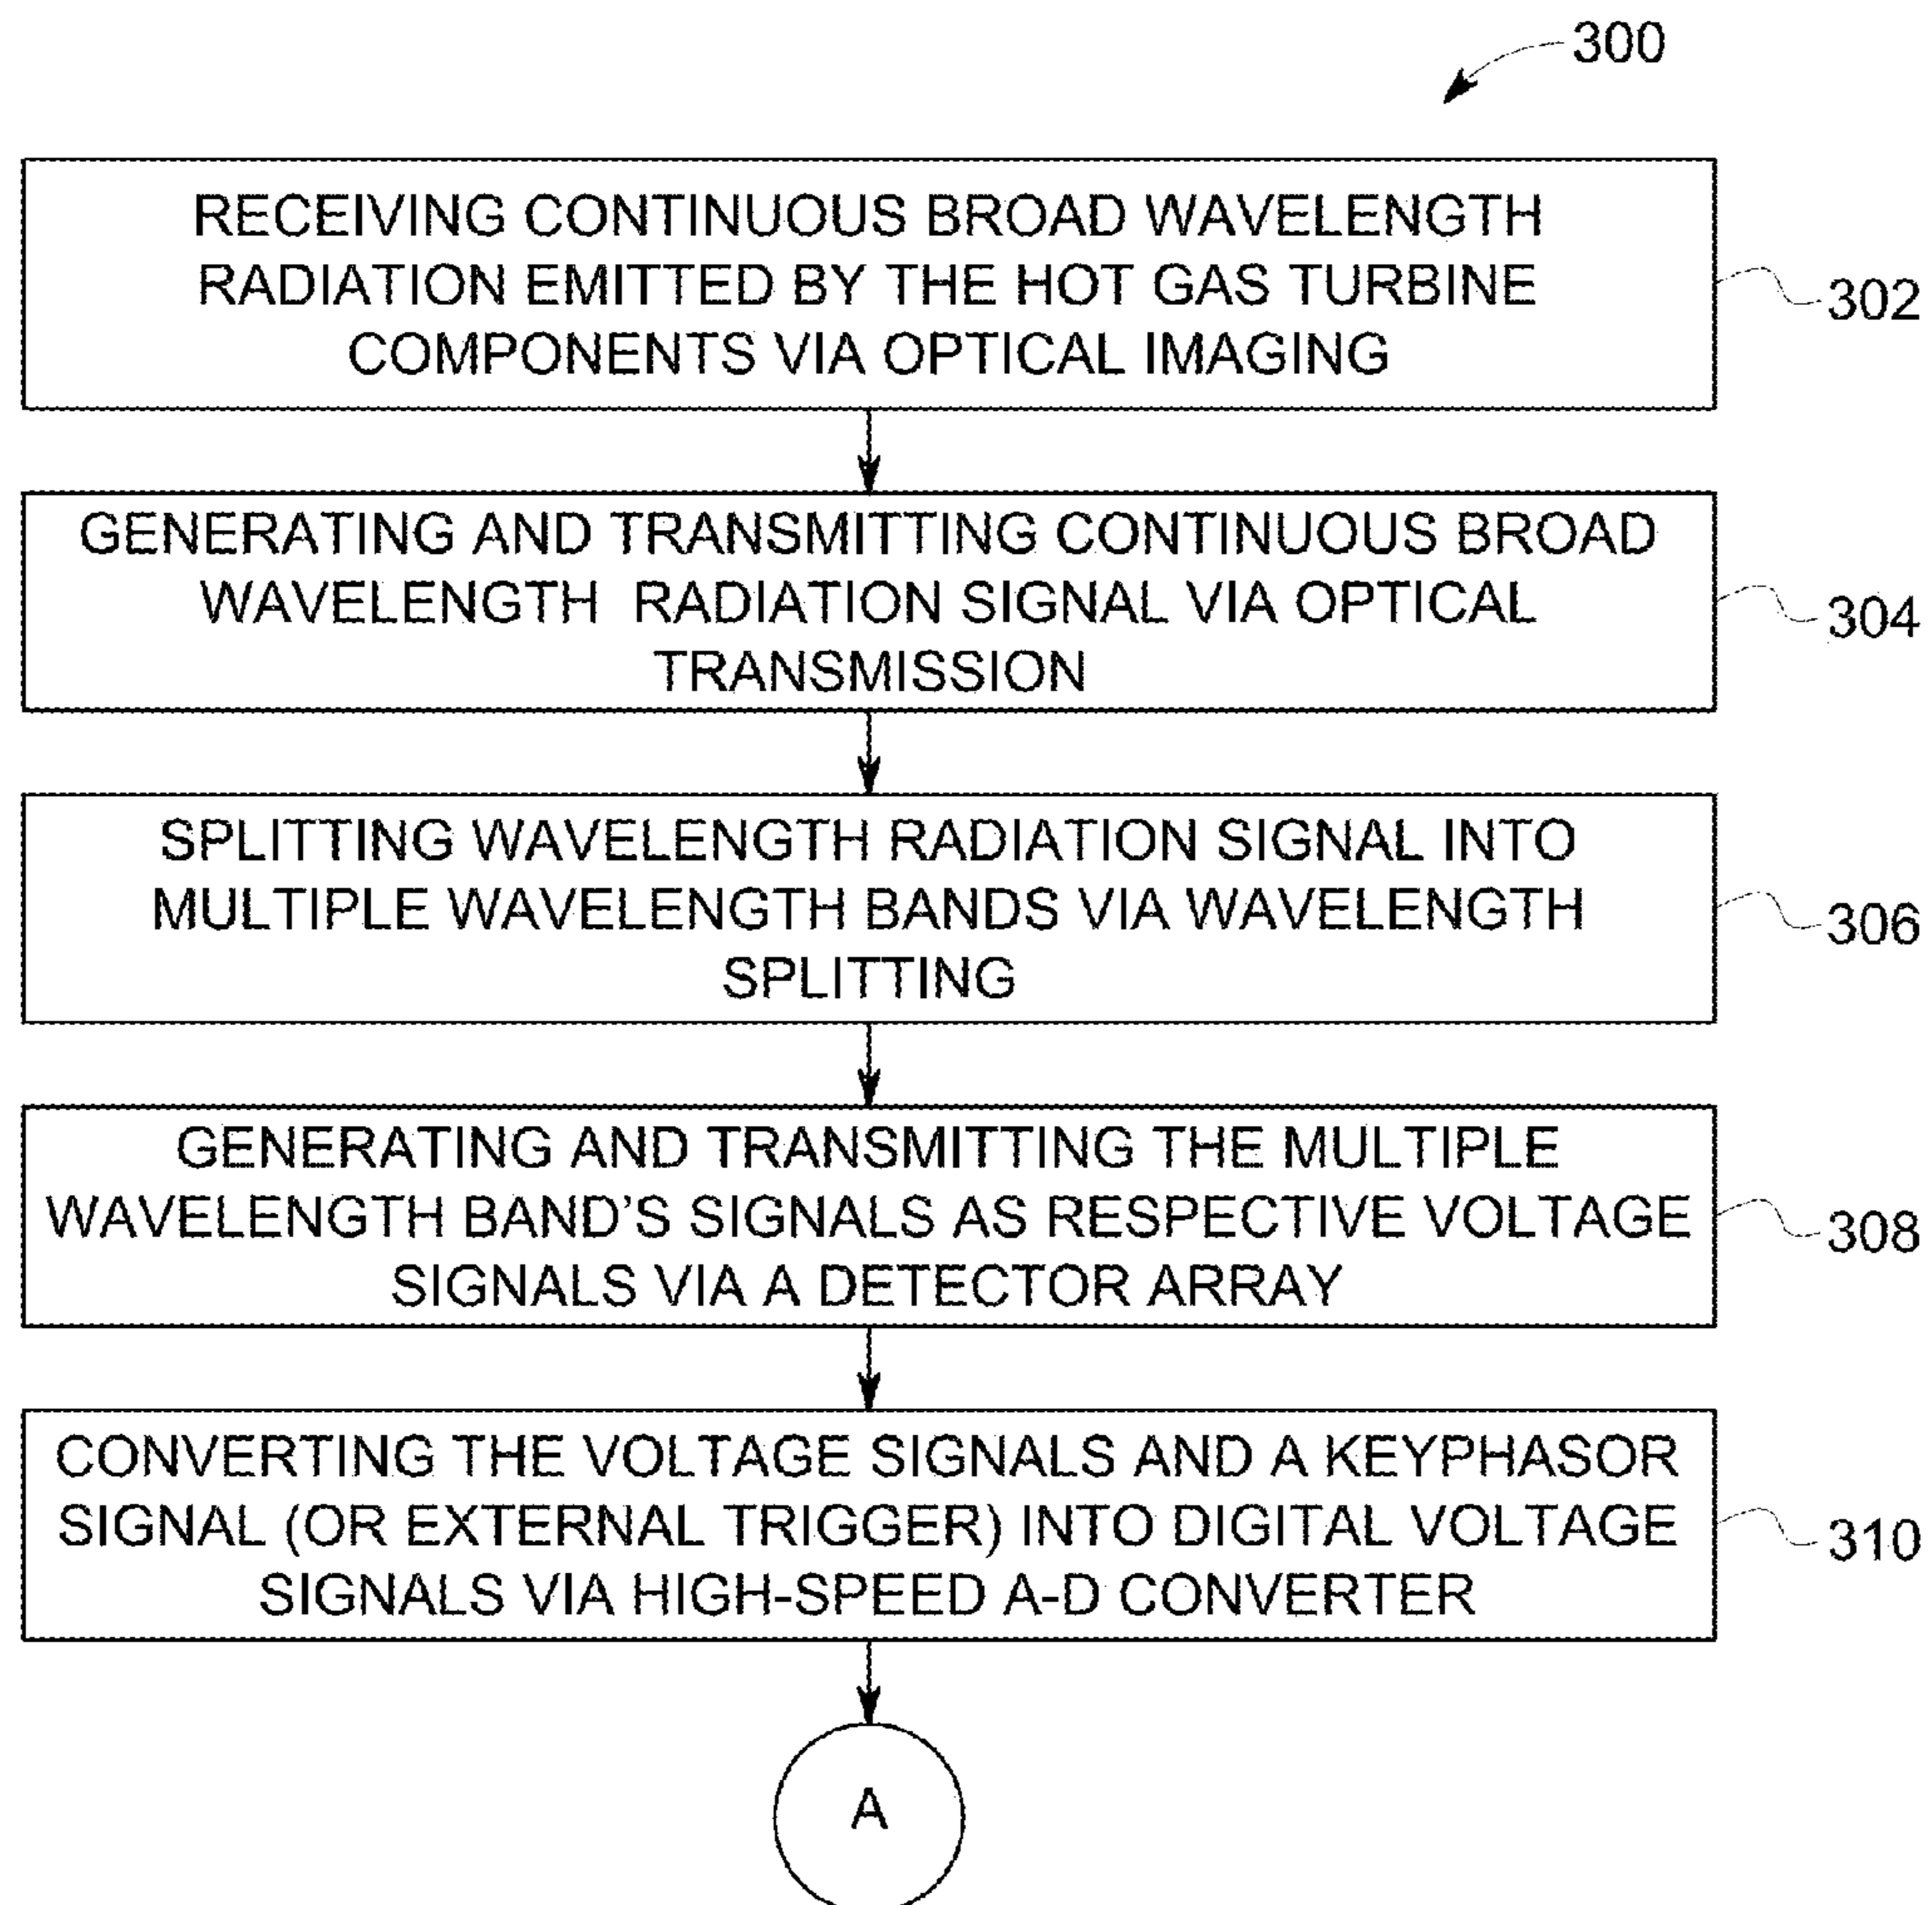 300
RECEIVING CONTINUOUS BROAD WAVELENGTH
RADIATION EMITTED BY THE HOT GAS TURBINE
COMPONENTS VIA OPTICAL IMAGING
302
GENERATING AND TRANSMITTING CONTINUOUS BROAD
WAVELENGTH RADIATION SIGNAL VIA OPTICAL
TRANSMISSION
304
SPLITTING WAVELENGTH RADIATION SIGNAL INTO
MULTIPLE WAVELENGTH BANDS VIA WAVELENGTH
SPLITTING
306
GENERATING AND TRANSMITTING THE MULTIPLE
WAVELENGTH BAND'S SIGNALS AS RESPECTIVE VOLTAGE
SIGNALS VIA A DETECTOR ARRAY
308
CONVERTING THE VOLTAGE SIGNALS AND A KEYPHASOR
SIGNAL (OR EXTERNAL TRIGGER) INTO DIGITAL VOLTAGE
SIGNALS VIA HIGH-SPEED A-D CONVERTER
310
A